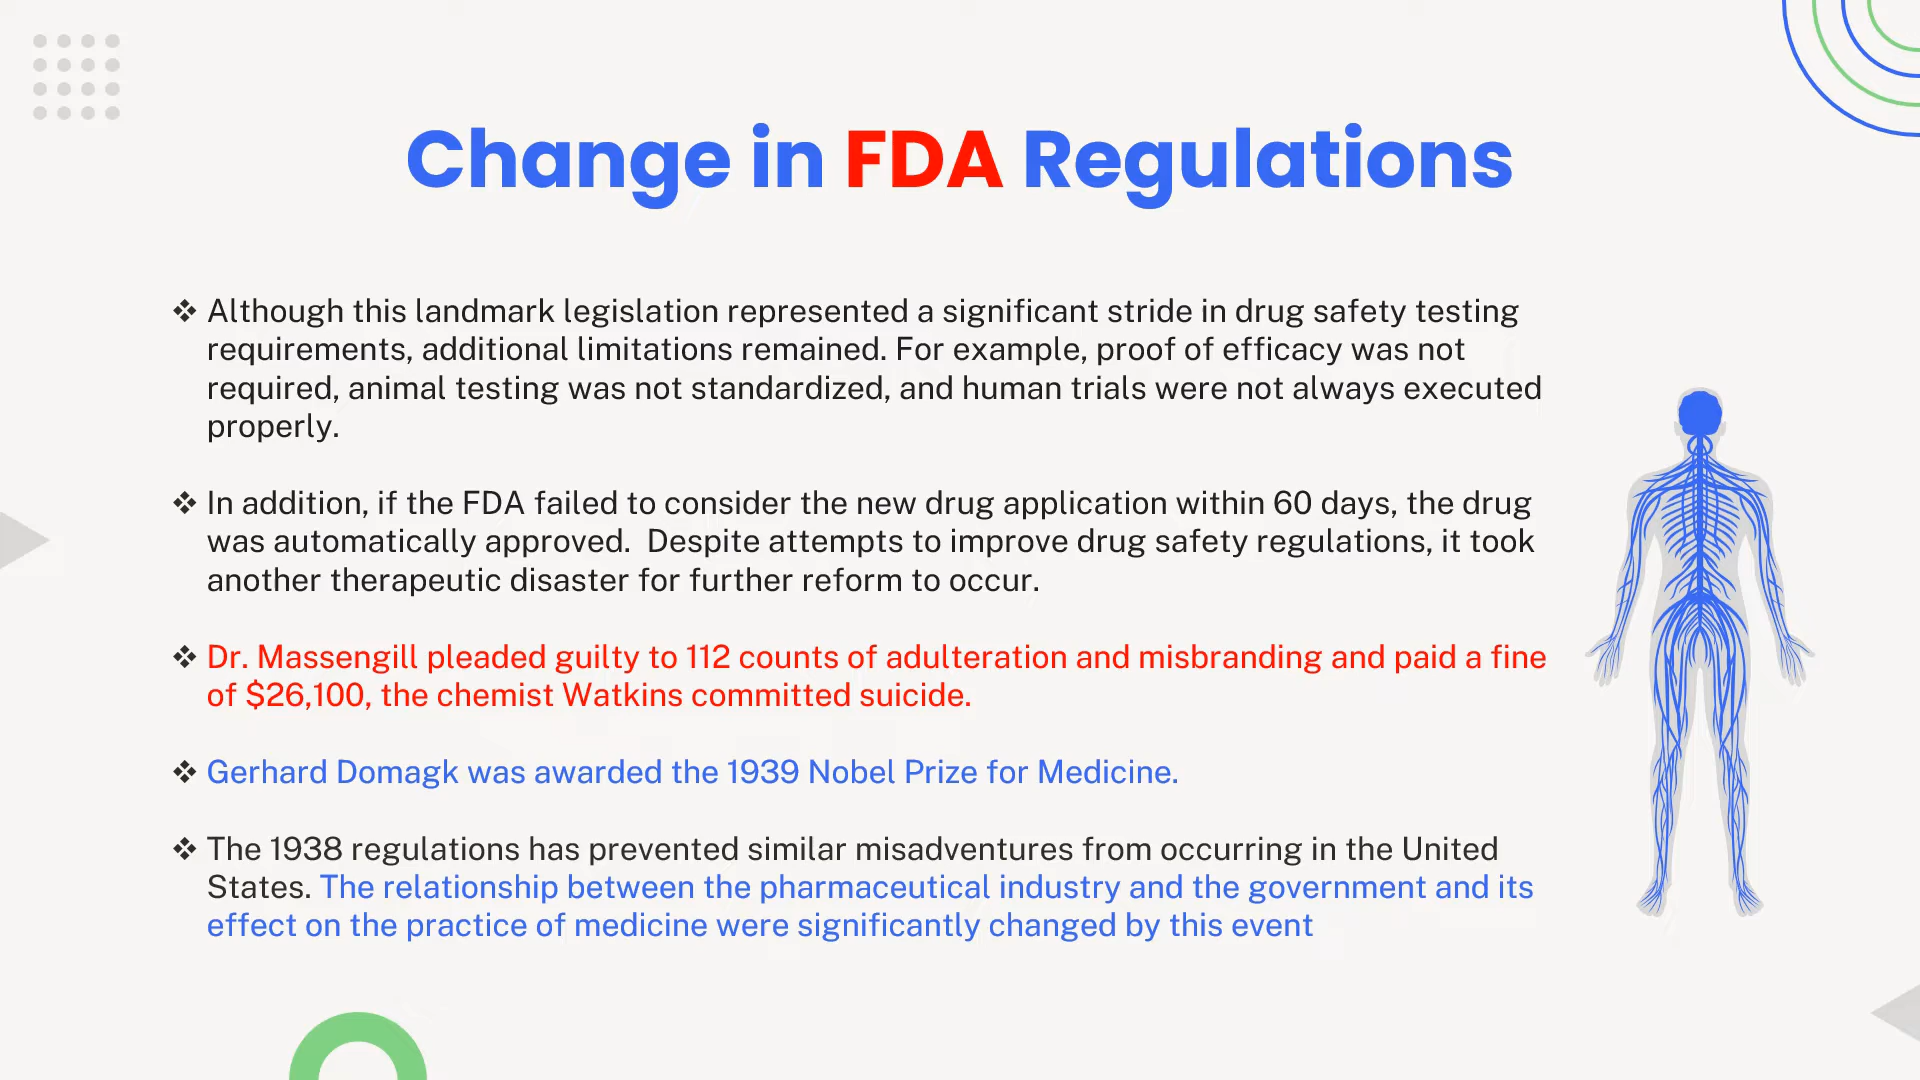 Change in FDA Regulations
❖ Although this landmark legislation represented a significant stride in drug safety testing
requirements, additional limitations remained. For example, proof of efficacy was not
required, animal testing was not standardized, and human trials were not always executed
properly.
❖ In addition, if the FDA failed to consider the new drug application within 60 days, the drug
was automatically approved.  Despite attempts to improve drug safety regulations, it took
another therapeutic disaster for further reform to occur.
❖ Dr. Massengill pleaded guilty to 112 counts of adulteration and misbranding and paid a fine
of $26,100, the chemist Watkins committed suicide.
❖ Gerhard Domagk was awarded the 1939 Nobel Prize for Medicine.
❖ The 1938 regulations has prevented similar misadventures from occurring in the United
States. The relationship between the pharmaceutical industry and the government and its
effect on the practice of medicine were significantly changed by this event